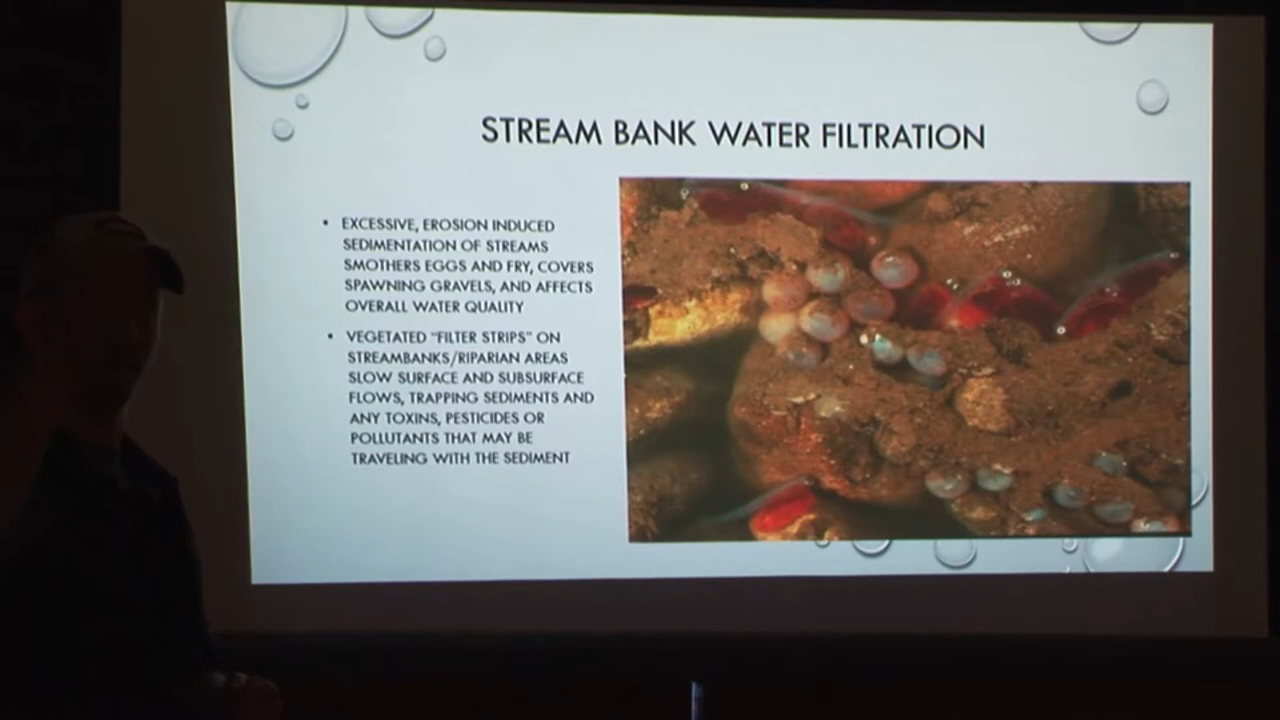 STREAM BANK WATER FILTRATION
• EXCESSIVE, EROSION INDUCED
SEDIMENTATION OF STREAMS
SMOTHERS EGGS AND FRY, COVERS
SPAWNING GRAVELS, AND AFFECTS
OVERALL WATER QUALITY
• VEGETATED "FILTER STRIPS" ON
STREAMBANKS/RIPARIAN AREAS
SLOW SURFACE AND SUBSURFACE
FLOWS, TRAPPING SEDIMENTS AND
ANY TOXINS, PESTICIDES OR
POLLUTANTS THAT MAY BE
TRAVELING WITH THE SEDIMENT